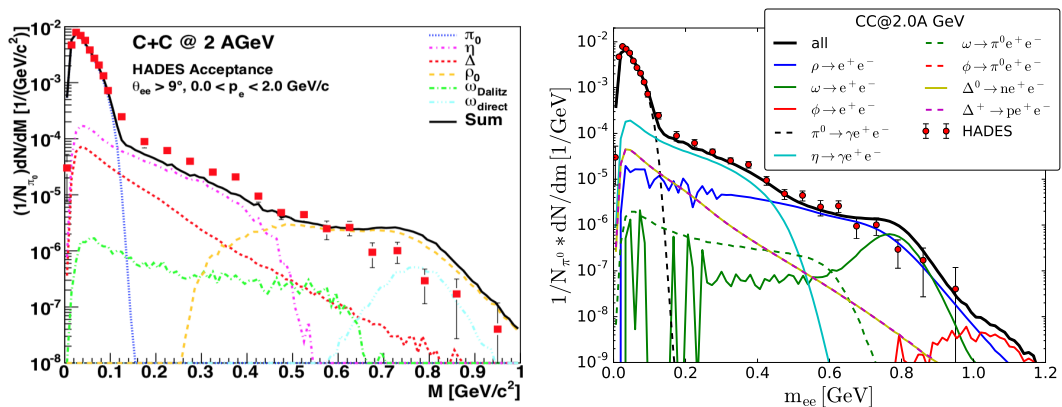 C+C @ 2 AGeV
HADES Acceptance
θee > 9°, 0.0 < pe < 2.0 GeV/c
π0
η
Δ
ρ0
ωDalitz
ωdirect
Sum
(1/Nπ0)dN/dM [1/(GeV/c²)]
10-2
10-3
10-4
10-5
10-6
10-7
10-8
0 0.1 0.2 0.3 0.4 0.5 0.6 0.7 0.8 0.9 1
M [GeV/c²]
CC@2.0A GeV
all
ρ→e+e−
ω→e+e−
ϕ→e+e−
π0→γe+e−
η→γe+e−
ω→π0e+e−
ϕ→π0e+e−
Δ0→ne+e−
Δ+→pe+e−
HADES
1/Nπ0 * dN/dm [1/GeV]
10-2
10-3
10-4
10-5
10-6
10-7
10-8
10-9
0.0 0.2 0.4 0.6 0.8 1.0 1.2
mee [GeV]